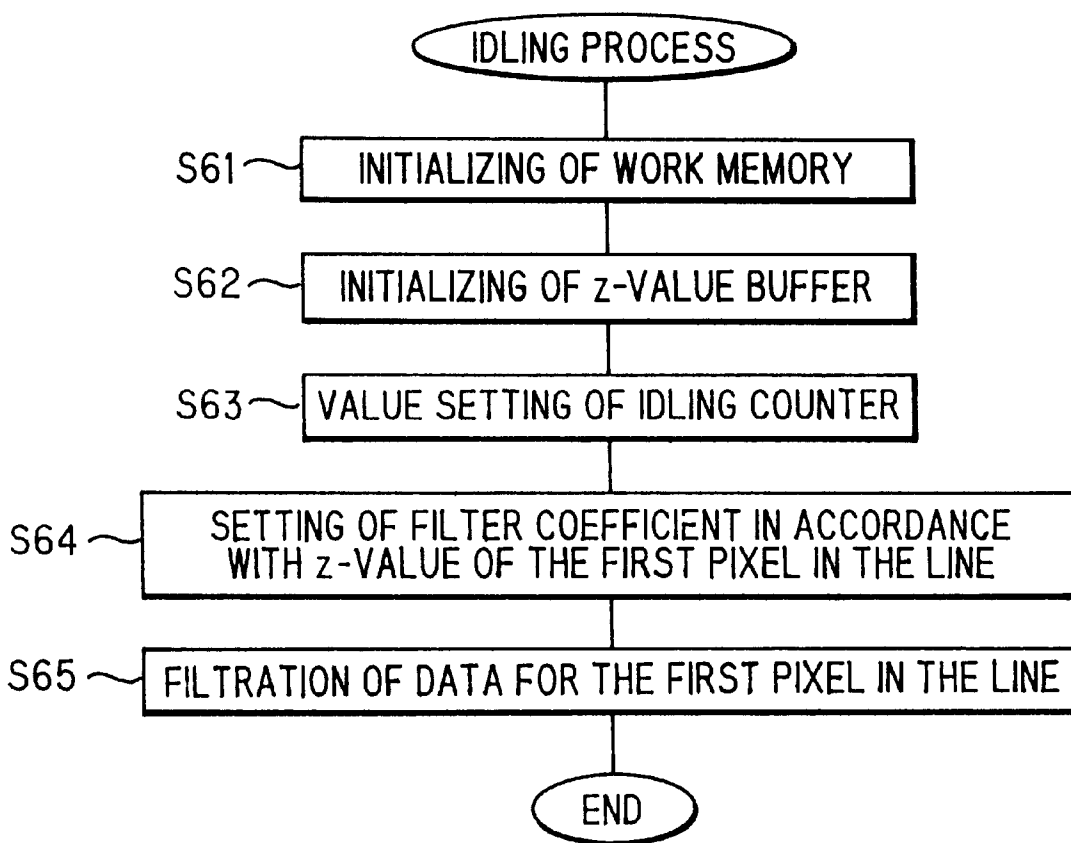 IDLING PROCESS
S61
INITIALIZING OF WORK MEMORY
S62
INITIALIZING OF z-VALUE BUFFER
S63
VALUE SETTING OF IDLING COUNTER
S64
SETTING OF FILTER COEFFICIENT IN ACCORDANCE
WITH z-VALUE OF THE FIRST PIXEL IN THE LINE
S65
FILTRATION OF DATA FOR THE FIRST PIXEL IN THE LINE
END